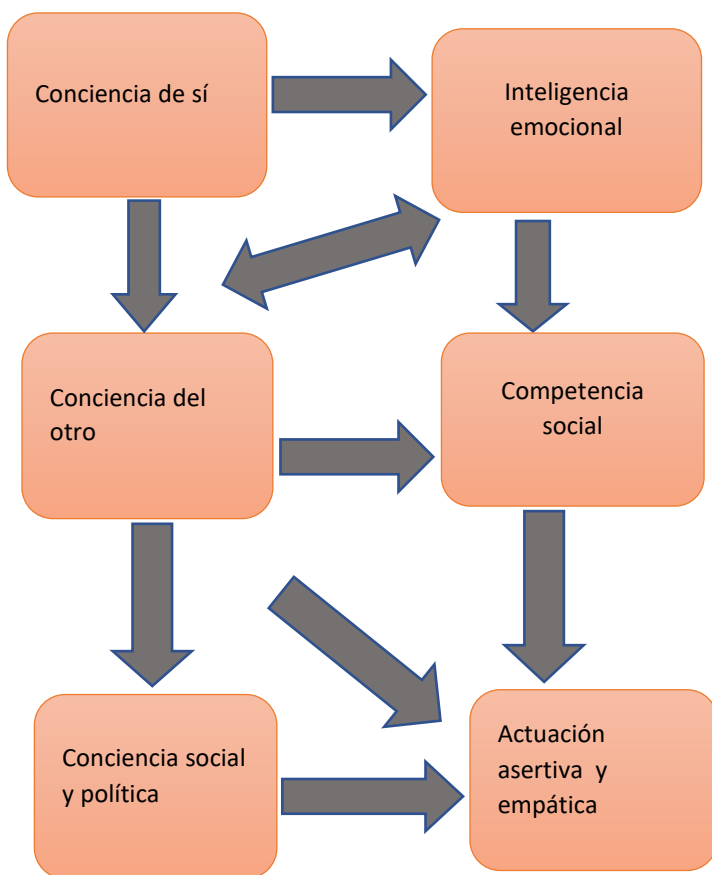 Conciencia de sí
Inteligencia
emocional
Conciencia del
otro
Competencia
social
Conciencia social
y política
Actuación
asertiva  y
empática